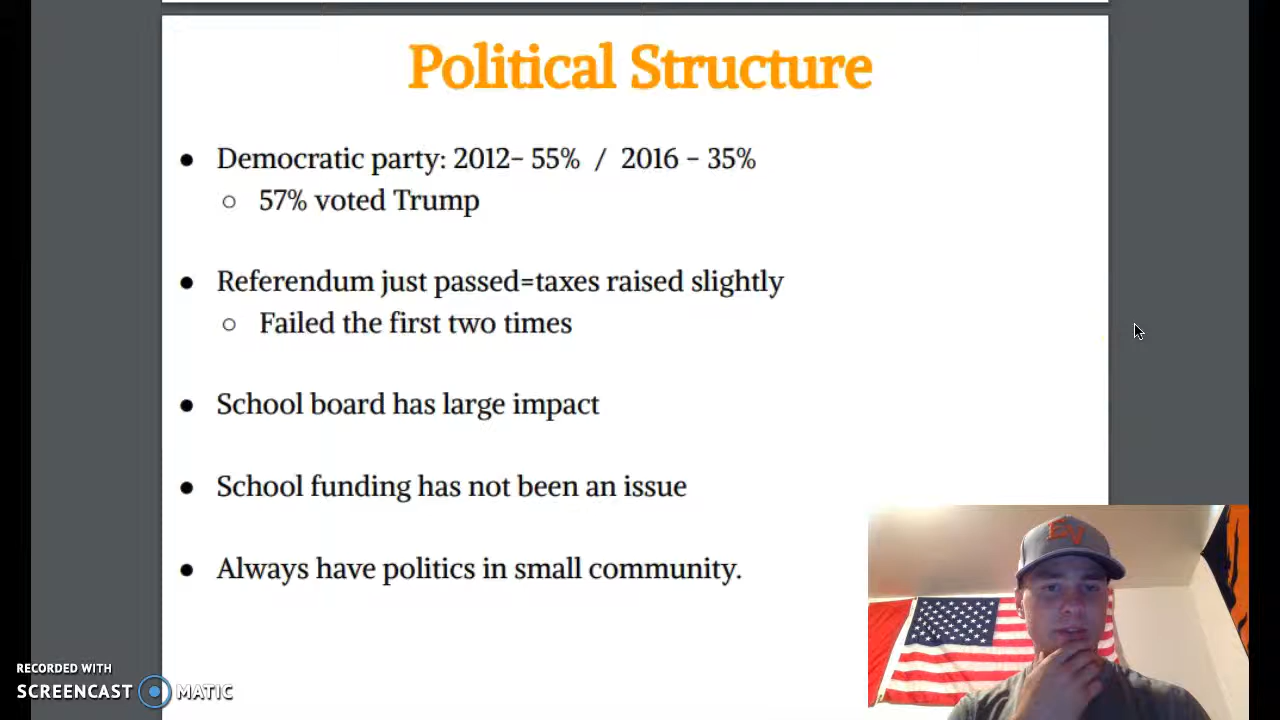 Political Structure
● Democratic party: 2012- 55% / 2016 - 35%
○ 57% voted Trump
● Referendum just passed=taxes raised slightly
○ Failed the first two times
● School board has large impact
● School funding has not been an issue
● Always have politics in small community.
EV
RECORDED WITH
SCREENCAST MATIC